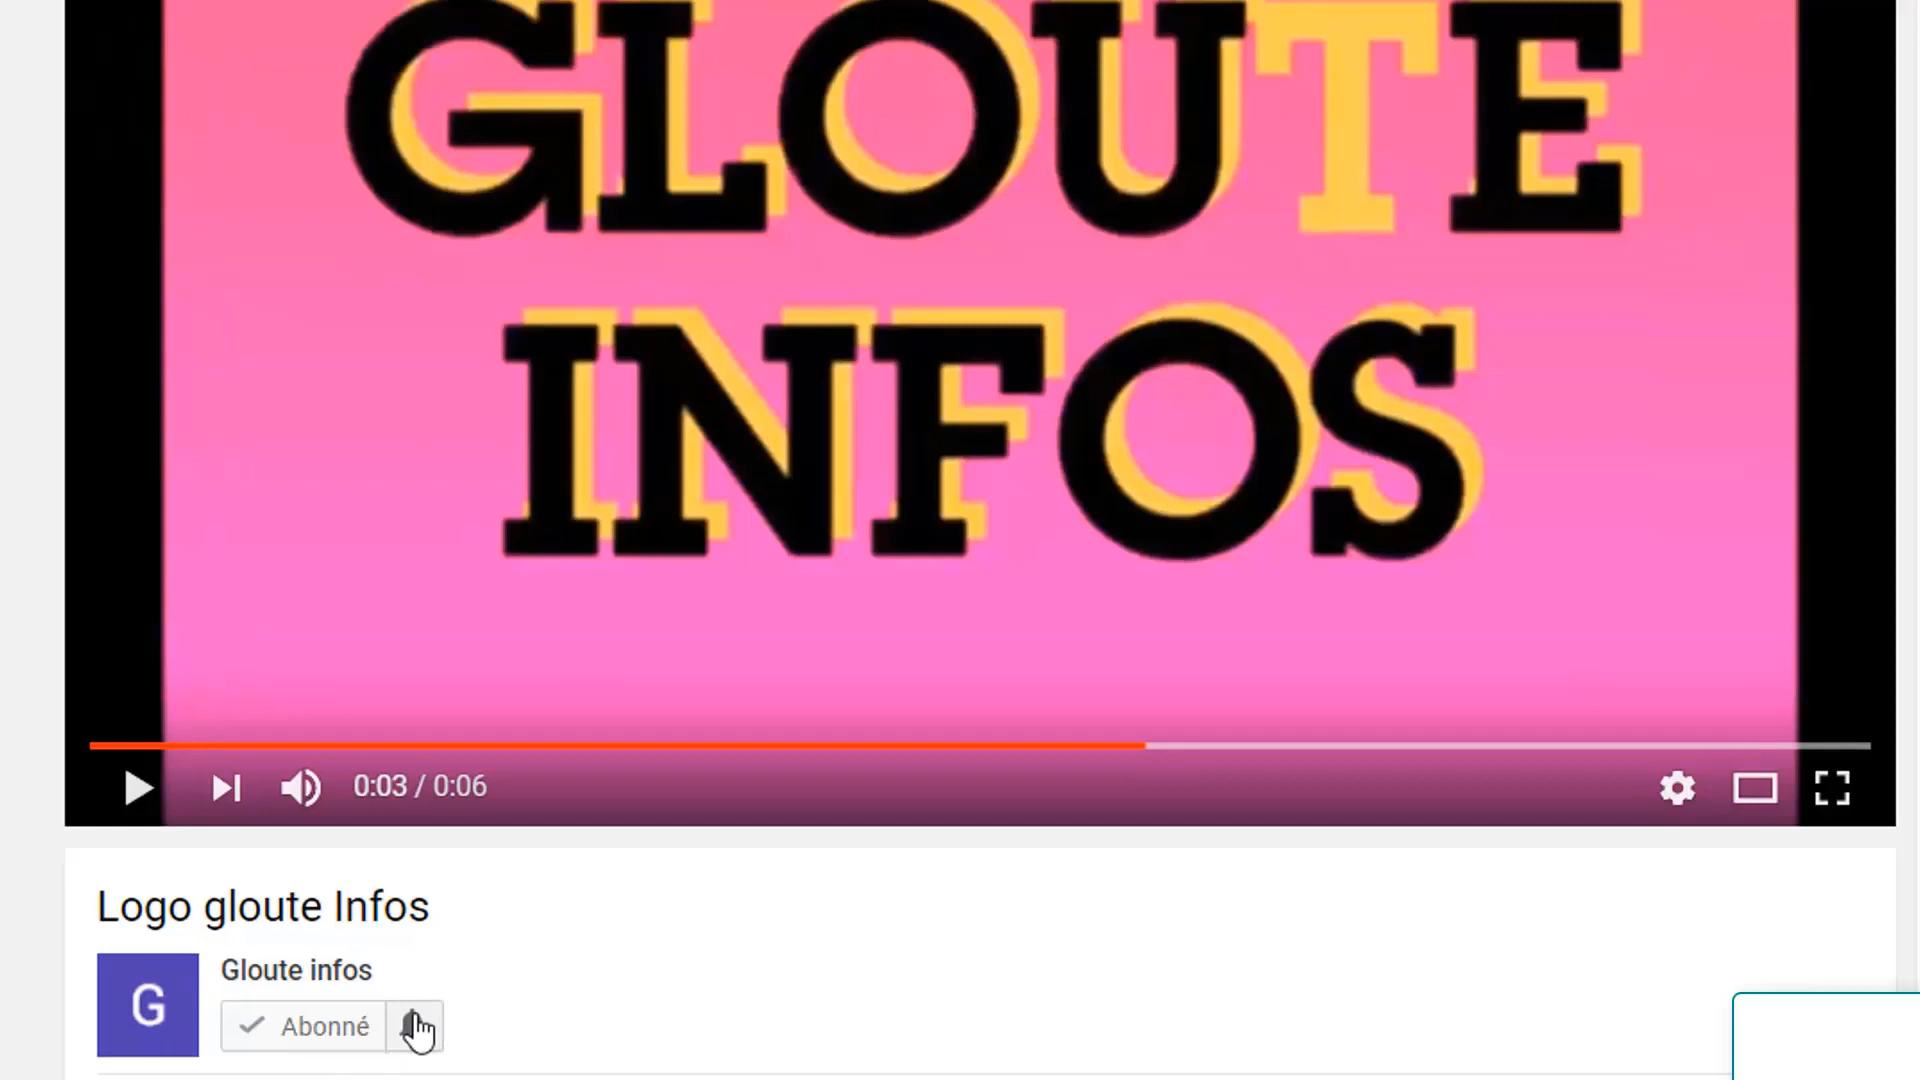 GLOUTE
INFOS
0:03 / 0:06
Logo gloute Infos
G
Gloute infos
Abonné